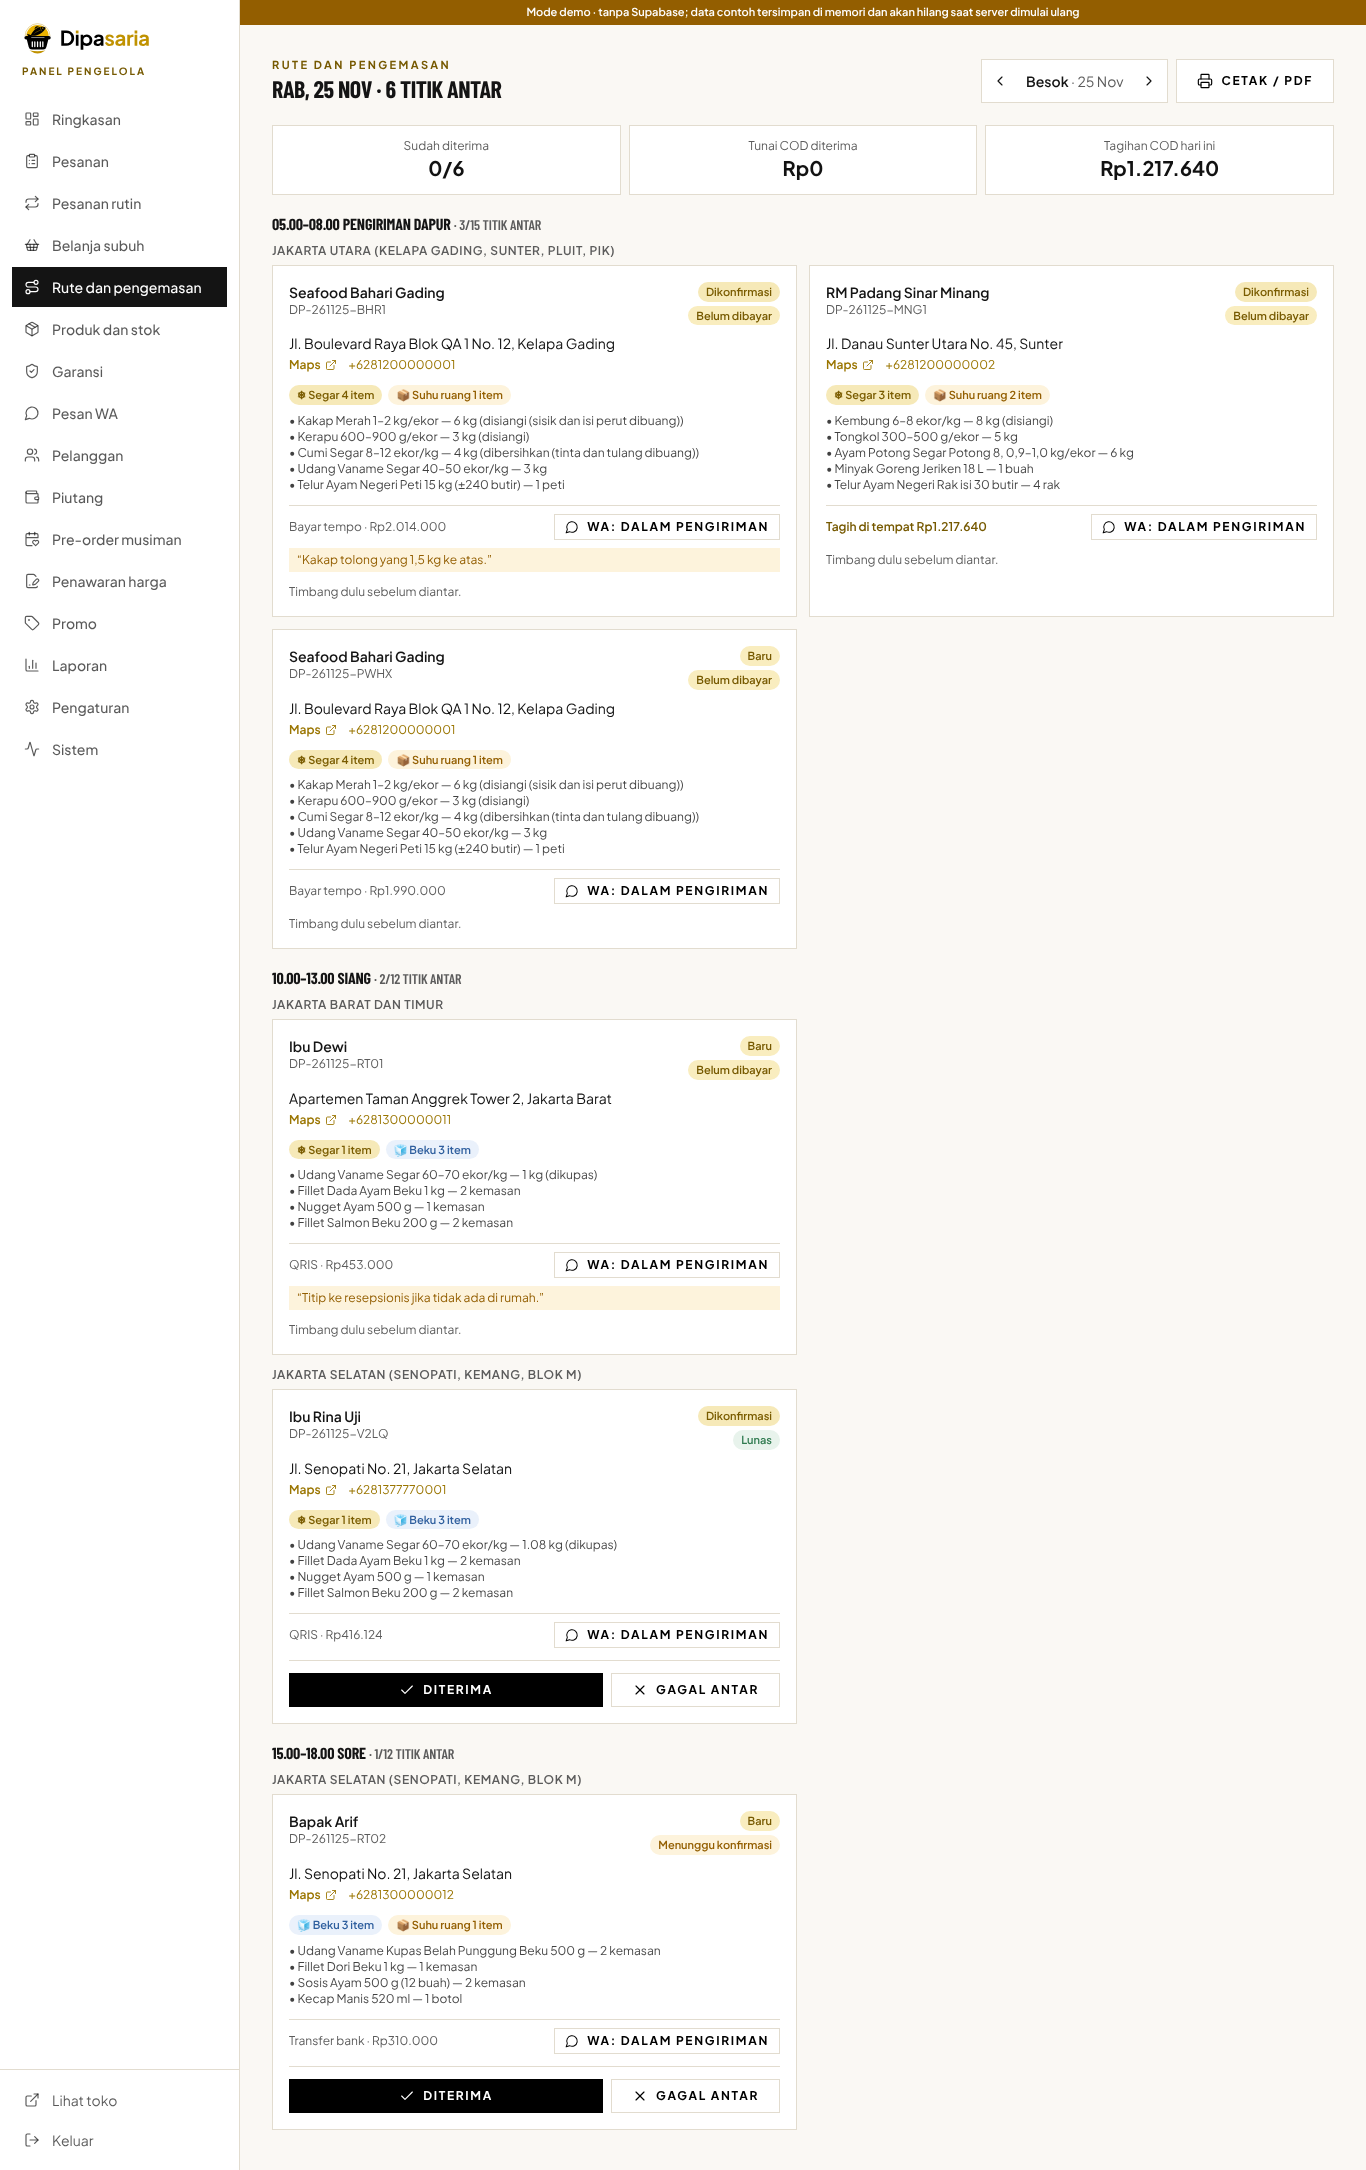 Mode demo · tanpa Supabase; data contoh tersimpan di memori dan akan hilang saat server dimulai ulang
Dipasaria
PANEL PENGELOLA
Ringkasan
Pesanan
Pesanan rutin
Belanja subuh
Rute dan pengemasan
Produk dan stok
Garansi
Pesan WA
Pelanggan
Piutang
Pre-order musiman
Penawaran harga
Promo
Laporan
Pengaturan
Sistem
Lihat toko
Keluar
RUTE DAN PENGEMASAN
RAB, 25 NOV · 6 TITIK ANTAR
Besok · 25 Nov
CETAK / PDF
Sudah diterima
0/6
Tunai COD diterima
Rp0
Tagihan COD hari ini
Rp1.217.640
05.00–08.00 PENGIRIMAN DAPUR · 3/15 TITIK ANTAR
JAKARTA UTARA (KELAPA GADING, SUNTER, PLUIT, PIK)
Seafood Bahari Gading
DP-261125-BHR1
Dikonfirmasi
Belum dibayar
Jl. Boulevard Raya Blok QA 1 No. 12, Kelapa Gading
Maps +6281200000001
❄ Segar 4 item 📦 Suhu ruang 1 item
• Kakap Merah 1–2 kg/ekor — 6 kg (disiangi (sisik dan isi perut dibuang))
• Kerapu 600–900 g/ekor — 3 kg (disiangi)
• Cumi Segar 8–12 ekor/kg — 4 kg (dibersihkan (tinta dan tulang dibuang))
• Udang Vaname Segar 40–50 ekor/kg — 3 kg
• Telur Ayam Negeri Peti 15 kg (±240 butir) — 1 peti
Bayar tempo · Rp2.014.000
WA: DALAM PENGIRIMAN
“Kakap tolong yang 1,5 kg ke atas.”
Timbang dulu sebelum diantar.
RM Padang Sinar Minang
DP-261125-MNG1
Dikonfirmasi
Belum dibayar
Jl. Danau Sunter Utara No. 45, Sunter
Maps +6281200000002
❄ Segar 3 item 📦 Suhu ruang 2 item
• Kembung 6–8 ekor/kg — 8 kg (disiangi)
• Tongkol 300–500 g/ekor — 5 kg
• Ayam Potong Segar Potong 8, 0,9–1,0 kg/ekor — 6 kg
• Minyak Goreng Jeriken 18 L — 1 buah
• Telur Ayam Negeri Rak isi 30 butir — 4 rak
Tagih di tempat Rp1.217.640
WA: DALAM PENGIRIMAN
Timbang dulu sebelum diantar.
Seafood Bahari Gading
DP-261125-PWHX
Baru
Belum dibayar
Jl. Boulevard Raya Blok QA 1 No. 12, Kelapa Gading
Maps +6281200000001
❄ Segar 4 item 📦 Suhu ruang 1 item
• Kakap Merah 1–2 kg/ekor — 6 kg (disiangi (sisik dan isi perut dibuang))
• Kerapu 600–900 g/ekor — 3 kg (disiangi)
• Cumi Segar 8–12 ekor/kg — 4 kg (dibersihkan (tinta dan tulang dibuang))
• Udang Vaname Segar 40–50 ekor/kg — 3 kg
• Telur Ayam Negeri Peti 15 kg (±240 butir) — 1 peti
Bayar tempo · Rp1.990.000
WA: DALAM PENGIRIMAN
Timbang dulu sebelum diantar.
10.00–13.00 SIANG · 2/12 TITIK ANTAR
JAKARTA BARAT DAN TIMUR
Ibu Dewi
DP-261125-RT01
Baru
Belum dibayar
Apartemen Taman Anggrek Tower 2, Jakarta Barat
Maps +6281300000011
❄ Segar 1 item 🧊 Beku 3 item
• Udang Vaname Segar 60–70 ekor/kg — 1 kg (dikupas)
• Fillet Dada Ayam Beku 1 kg — 2 kemasan
• Nugget Ayam 500 g — 1 kemasan
• Fillet Salmon Beku 200 g — 2 kemasan
QRIS · Rp453.000
WA: DALAM PENGIRIMAN
“Titip ke resepsionis jika tidak ada di rumah.”
Timbang dulu sebelum diantar.
JAKARTA SELATAN (SENOPATI, KEMANG, BLOK M)
Ibu Rina Uji
DP-261125-V2LQ
Dikonfirmasi
Lunas
Jl. Senopati No. 21, Jakarta Selatan
Maps +6281377770001
❄ Segar 1 item 🧊 Beku 3 item
• Udang Vaname Segar 60–70 ekor/kg — 1.08 kg (dikupas)
• Fillet Dada Ayam Beku 1 kg — 2 kemasan
• Nugget Ayam 500 g — 1 kemasan
• Fillet Salmon Beku 200 g — 2 kemasan
QRIS · Rp416.124
WA: DALAM PENGIRIMAN
DITERIMA
GAGAL ANTAR
15.00–18.00 SORE · 1/12 TITIK ANTAR
JAKARTA SELATAN (SENOPATI, KEMANG, BLOK M)
Bapak Arif
DP-261125-RT02
Baru
Menunggu konfirmasi
Jl. Senopati No. 21, Jakarta Selatan
Maps +6281300000012
🧊 Beku 3 item 📦 Suhu ruang 1 item
• Udang Vaname Kupas Belah Punggung Beku 500 g — 2 kemasan
• Fillet Dori Beku 1 kg — 1 kemasan
• Sosis Ayam 500 g (12 buah) — 2 kemasan
• Kecap Manis 520 ml — 1 botol
Transfer bank · Rp310.000
WA: DALAM PENGIRIMAN
DITERIMA
GAGAL ANTAR